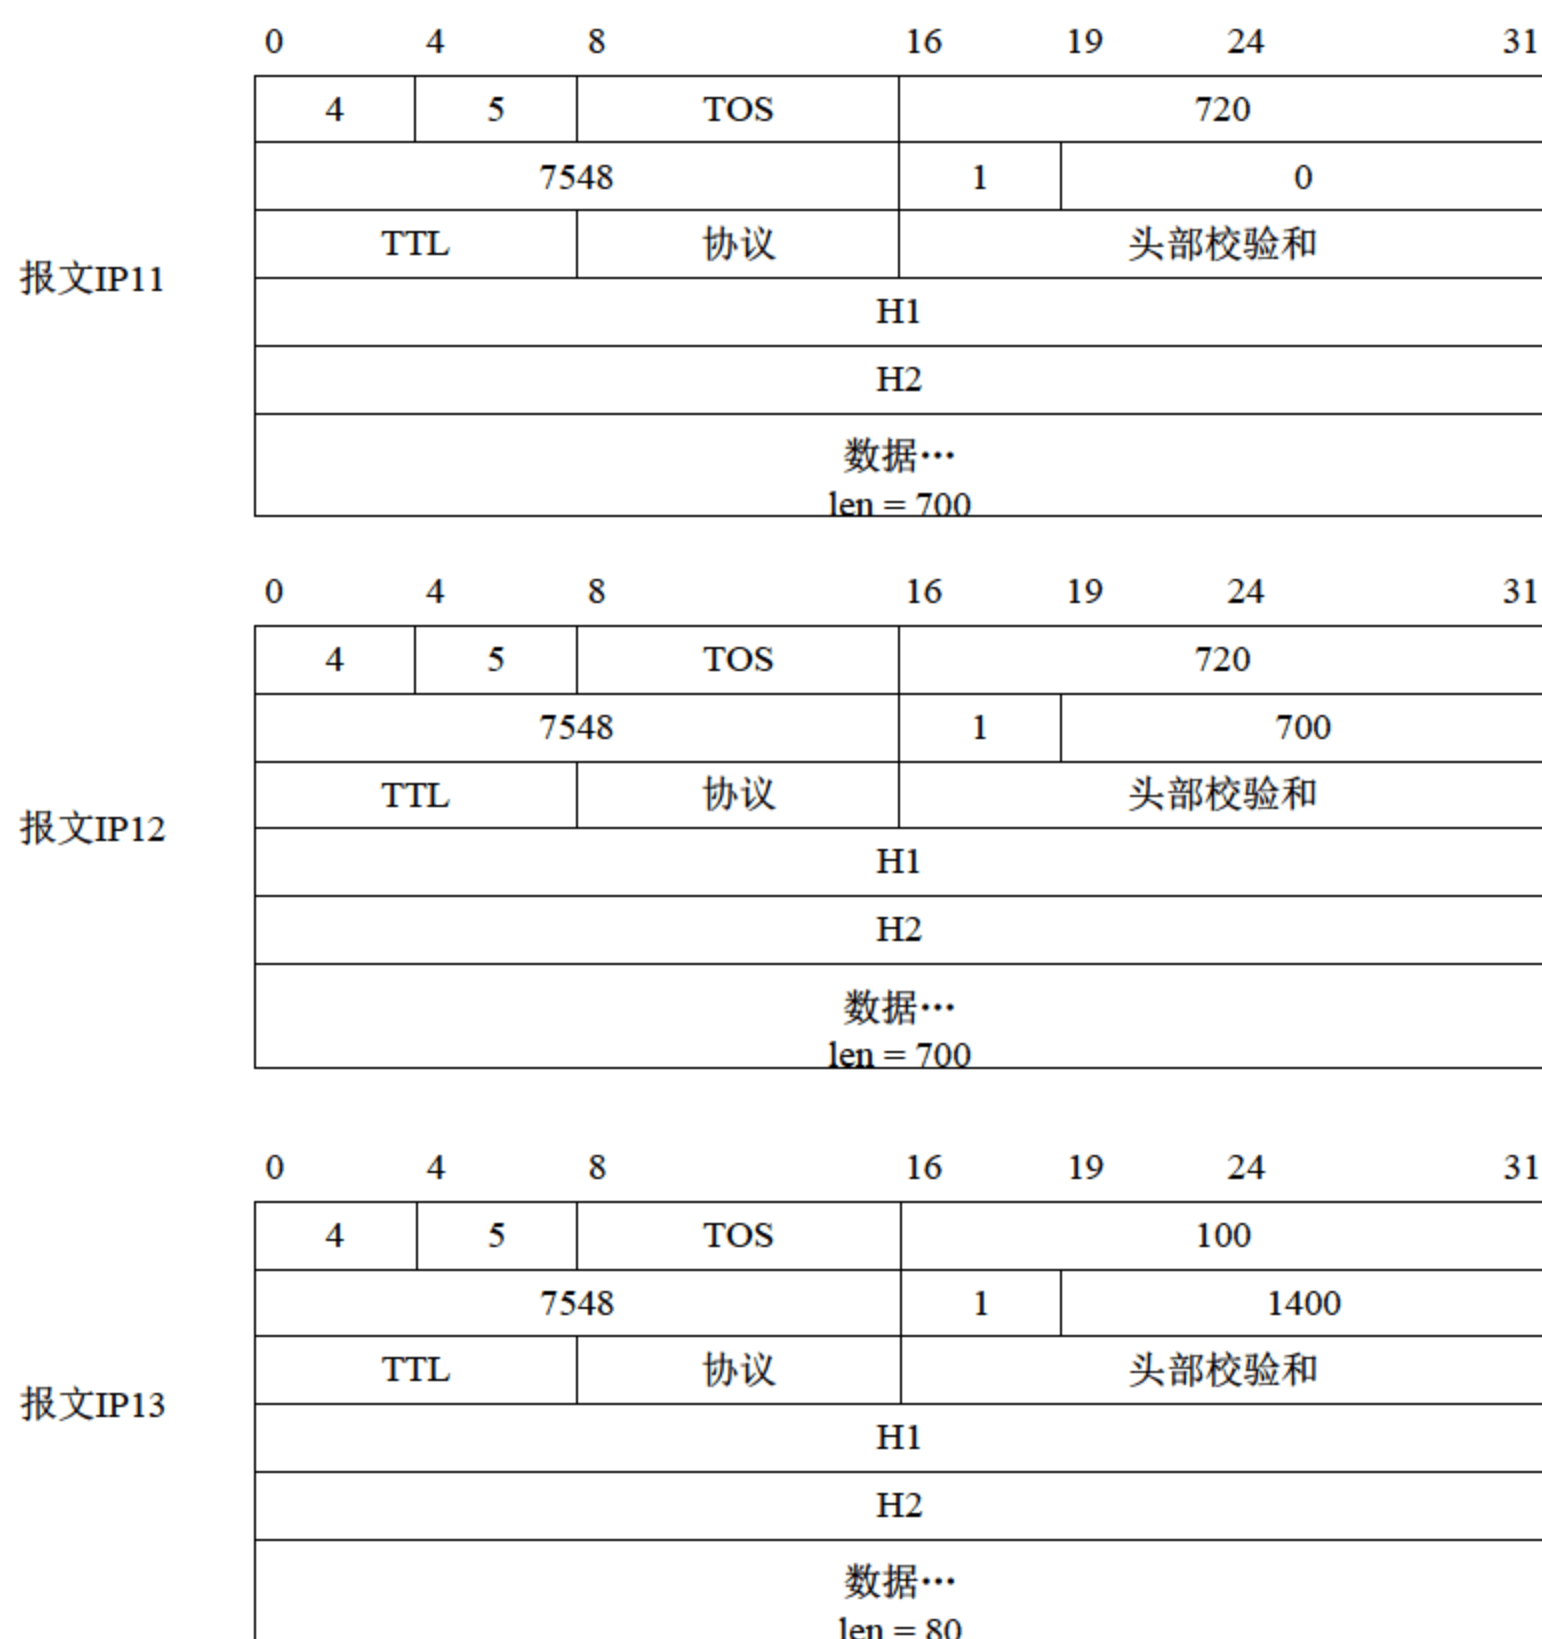 0 4 8 16 19 24 31
4 5 TOS 720
7548 1 0
TTL 协议 头部校验和
报文IP11
H1
H2
数据…
len = 700
0 4 8 16 19 24 31
4 5 TOS 720
7548 1 700
TTL 协议 头部校验和
报文IP12
H1
H2
数据…
len = 700
0 4 8 16 19 24 31
4 5 TOS 100
7548 1 1400
TTL 协议 头部校验和
报文IP13
H1
H2
数据…
len = 80